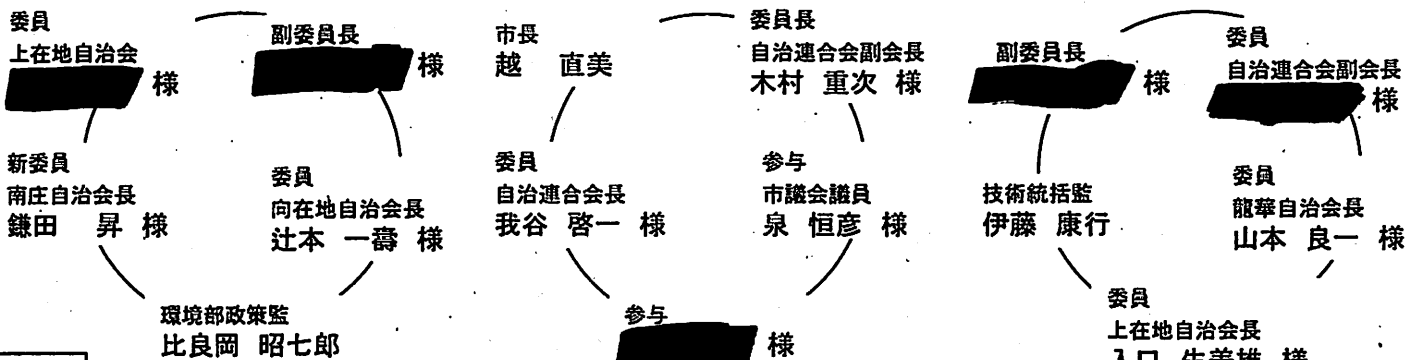 委員
上在地自治会
様
副委員長
様
新委員
南庄自治会長
鎌田 昇 様
委員
向在地自治会長
辻本 一壽 様
環境部政策監
比良岡 昭七郎
市長
越 直美
委員長
自治連合会副会長
木村 重次 様
委員
自治連合会長
我谷 啓一 様
参与
市議会議員
泉 恒彦 様
参与
様
副委員長
様
委員
自治連合会副会長
様
技術統括監
伊藤 康行
委員
龍華自治会長
山本 良一 様
委員
上在地自治会長
入口 生美雄 様